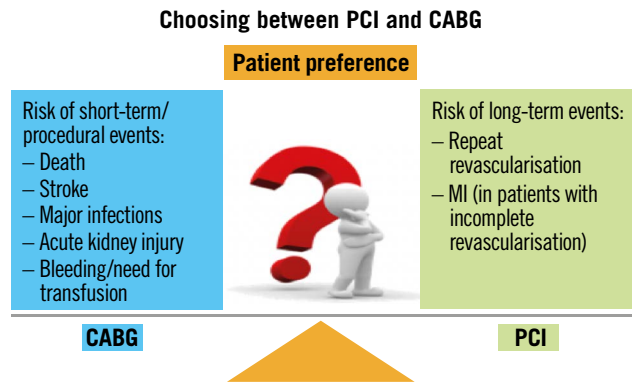 Choosing between PCI and CABG
Patient preference
Risk of short-term/
procedural events:
– Death
– Stroke
– Major infections
– Acute kidney injury
– Bleeding/need for
transfusion
CABG
Risk of long-term events:
– Repeat
revascularisation
– MI (in patients with
incomplete
revascularisation)
PCI